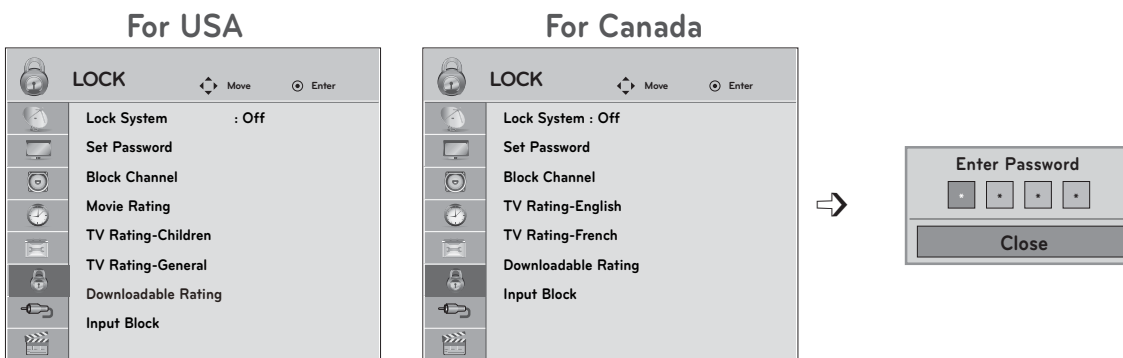 For USA
LOCK Move Enter
Lock System : Off
Set Password
Block Channel
Movie Rating
TV Rating-Children
TV Rating-General
Downloadable Rating
Input Block
For Canada
LOCK Move Enter
Lock System : Off
Set Password
Block Channel
TV Rating-English
TV Rating-French
Downloadable Rating
Input Block
Enter Password
Close